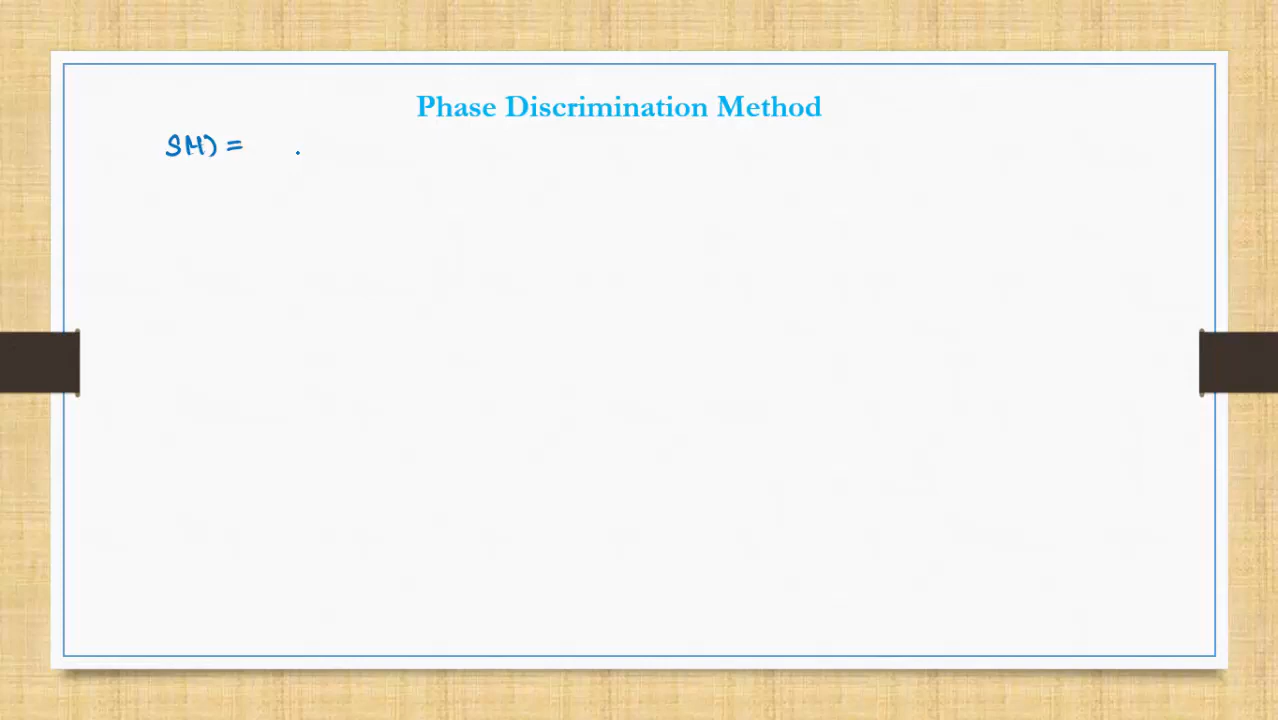 Phase Discrimination Method
S(t) =